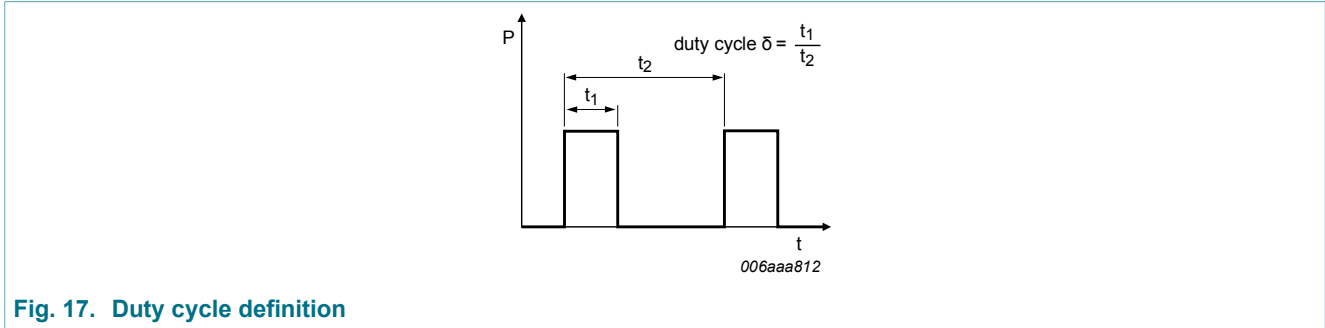 P
duty cycle δ = t1
t2
t2
t1
t
006aaa812
Fig. 17. Duty cycle definition